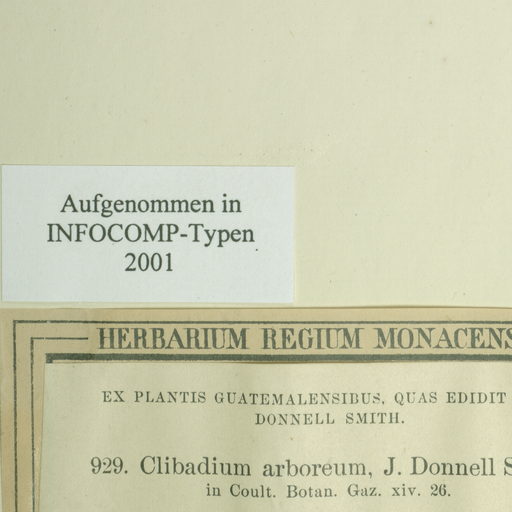 Aufgenommen in
INFOCOMP-Typen
2001
HERBARIUM REGIUM MONACENS
EX PLANTIS GUATEMALENSIBUS, QUAS EDIDIT
DONNELL SMITH.
929. Clibadium arboreum, J. Donnell S
in Coult. Botan. Gaz. xiv. 26.